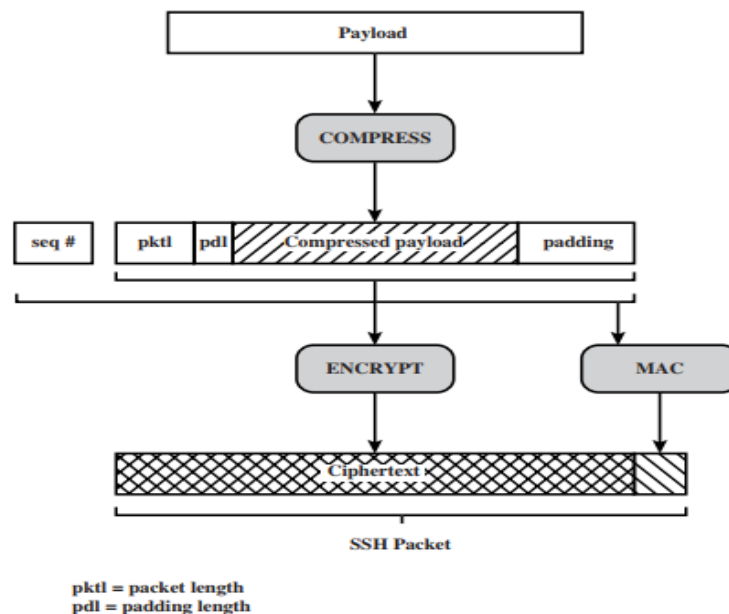 Payload
COMPRESS
seq # pktl pdl Compressed payload padding
ENCRYPT MAC
Ciphertext
SSH Packet
pktl = packet length
pdl = padding length